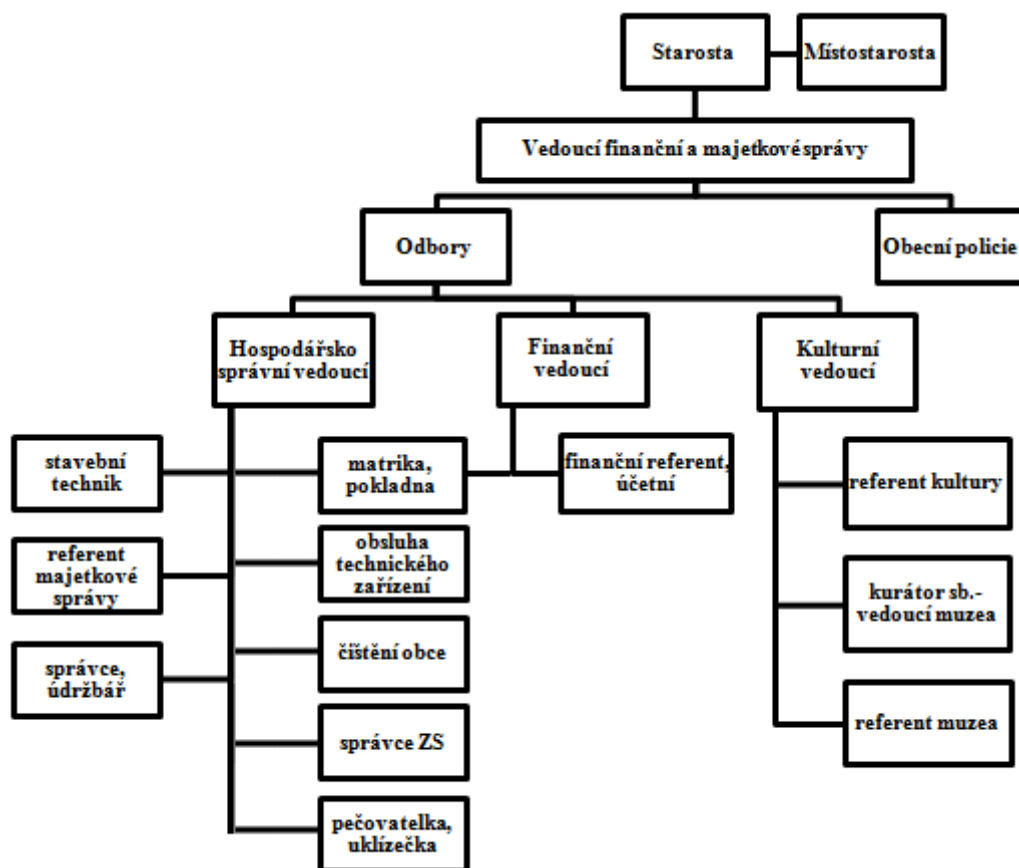 Starosta
Místostarosta
Vedoucí finanční a majetkové správy
Odbory
Obecní policie
Hospodářsko
správní vedoucí
Finanční
vedoucí
Kulturní
vedoucí
stavební
technik
matrika,
pokladna
finanční referent,
účetní
referent kultury
referent
majetkové
správy
obsluha
technického
zařízení
kurátor sb.-
vedoucí muzea
správce,
údržbář
čištění obce
referent muzea
správce ZS
pečovatelka,
uklízečka